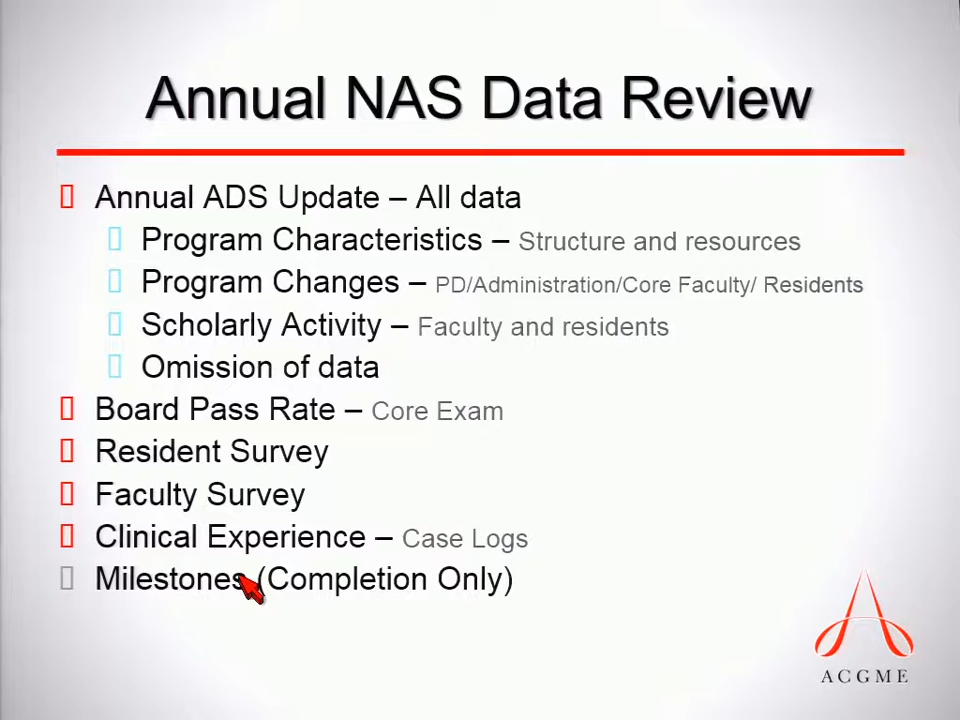 Annual NAS Data Review
Annual ADS Update – All data
Program Characteristics – Structure and resources
Program Changes – PD/Administration/Core Faculty/ Residents
Scholarly Activity – Faculty and residents
Omission of data
Board Pass Rate – Core Exam
Resident Survey
Faculty Survey
Clinical Experience – Case Logs
Milestones (Completion Only)
ACGME